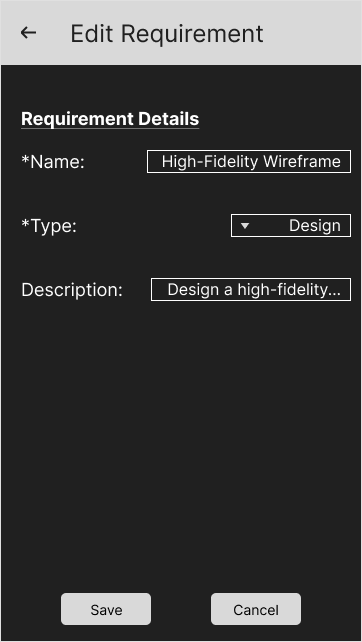 Edit Requirement
Requirement Details
*Name: High-Fidelity Wireframe
*Type: Design
Description: Design a high-fidelity...
Save Cancel